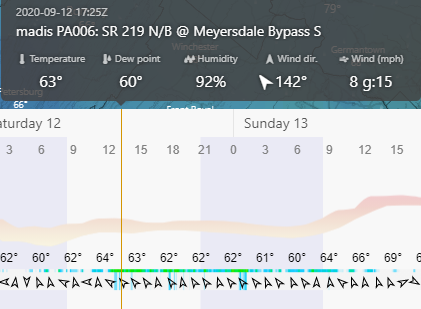 2020-09-12 17:25Z
79°
madis PA006: SR 219 N/B @ Meyersdale Bypass S
Winchester
Germantown
Temperature Dew point Humidity Wind dir. Wind (mph)
63° 60° 92% 142° 8 g:15
Petersburg
66° Front Royal
aturday 12 Sunday 13
3 6 9 12 15 18 21 0 3 6 9 12 15
62° 60° 62° 64° 63° 62° 62° 62° 61° 60° 64° 66° 69°